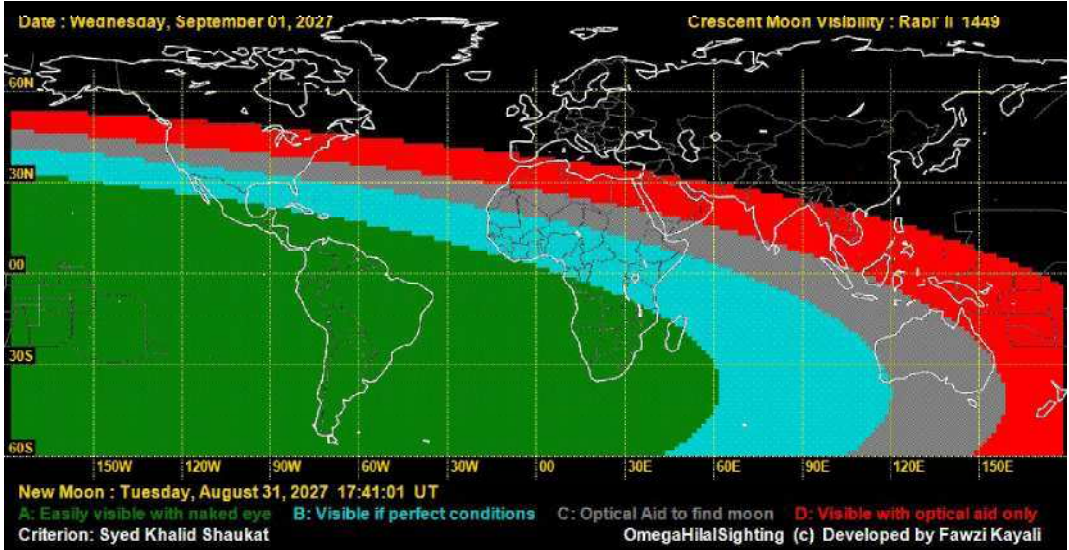 Date : Wednesday, September 01, 2027
Crescent Moon Visibility : Rabi' II 1449
60N
30N
00
30S
60S
150W 120W 90W 60W 30W 00 30E 60E 90E 120E 150E
New Moon : Tuesday, August 31, 2027 17:41:01 UT
A: Easily visible with naked eye B: Visible if perfect conditions C: Optical Aid to find moon D: Visible with optical aid only
Criterion: Syed Khalid Shaukat OmegaHilalSighting (c) Developed by Fawzi Kayali